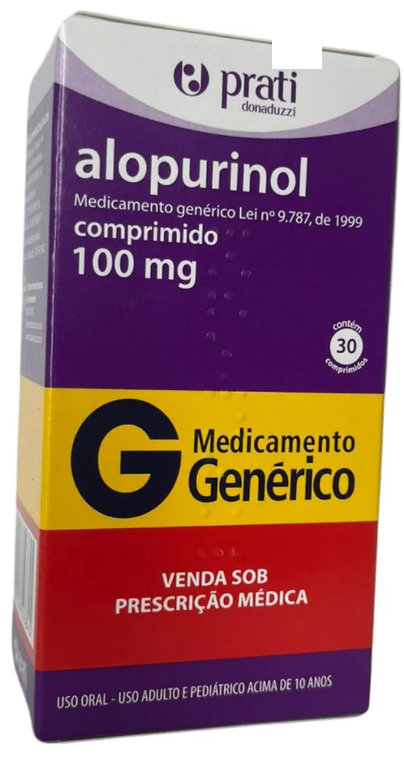 prati
donaduzzi
alopurinol
Medicamento genérico Lei nº 9.787, de 1999
comprimido
100 mg
contém
30
comprimidos
G Medicamento
Genérico
VENDA SOB
PRESCRIÇÃO MÉDICA
USO ORAL - USO ADULTO E PEDIÁTRICO ACIMA DE 10 ANOS